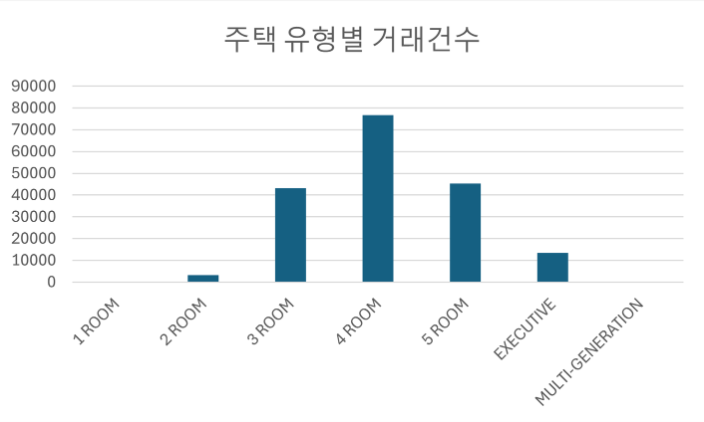 주택 유형별 거래건수
90000
80000
70000
60000
50000
40000
30000
20000
10000
0
1 ROOM
2 ROOM
3 ROOM
4 ROOM
5 ROOM
EXECUTIVE
MULTI-GENERATION